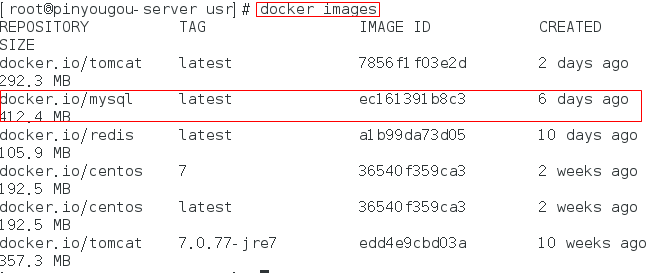 [root@pinyougou-server usr]# docker images
REPOSITORY TAG IMAGE ID CREATED
SIZE
docker.io/tomcat latest 7856f1f03e2d 2 days ago
292.3 MB
docker.io/mysql latest ec161391b8c3 6 days ago
412.4 MB
docker.io/redis latest a1b99da73d05 10 days ago
105.9 MB
docker.io/centos 7 36540f359ca3 2 weeks ago
192.5 MB
docker.io/centos latest 36540f359ca3 2 weeks ago
192.5 MB
docker.io/tomcat 7.0.77-jre7 edd4e9cbd03a 10 weeks ago
357.3 MB